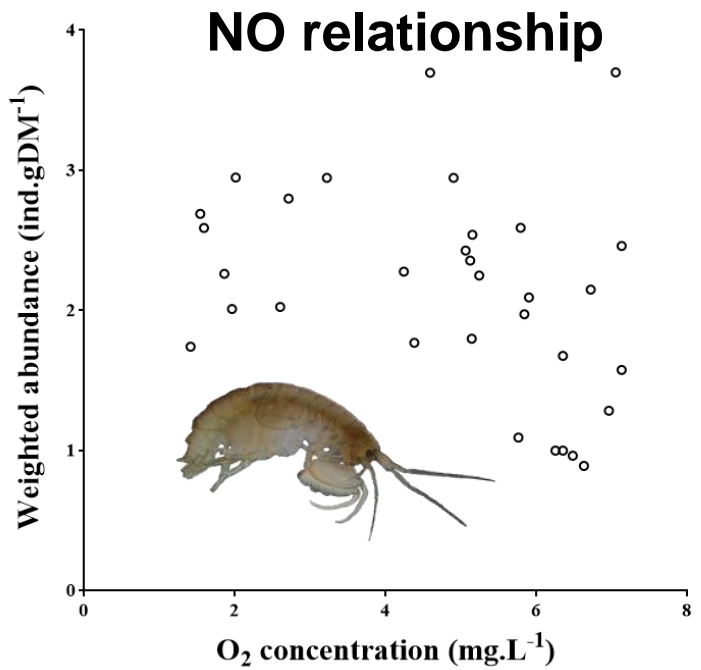 NO relationship
4
3
2
1
0
Weighted abundance (ind.gDM⁻¹)
0 2 4 6 8
O₂ concentration (mg.L⁻¹)